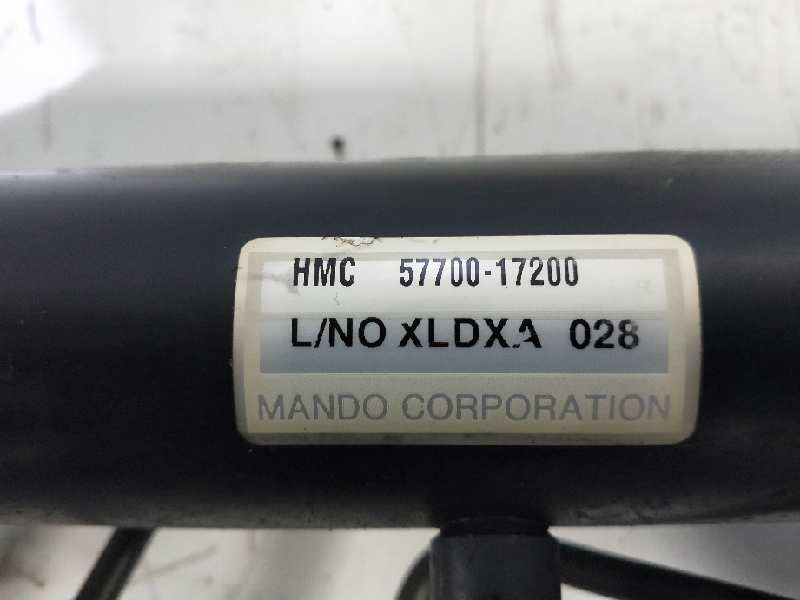 HMC 57700-17200
L/NO XLDXA 028
MANDO CORPORATION